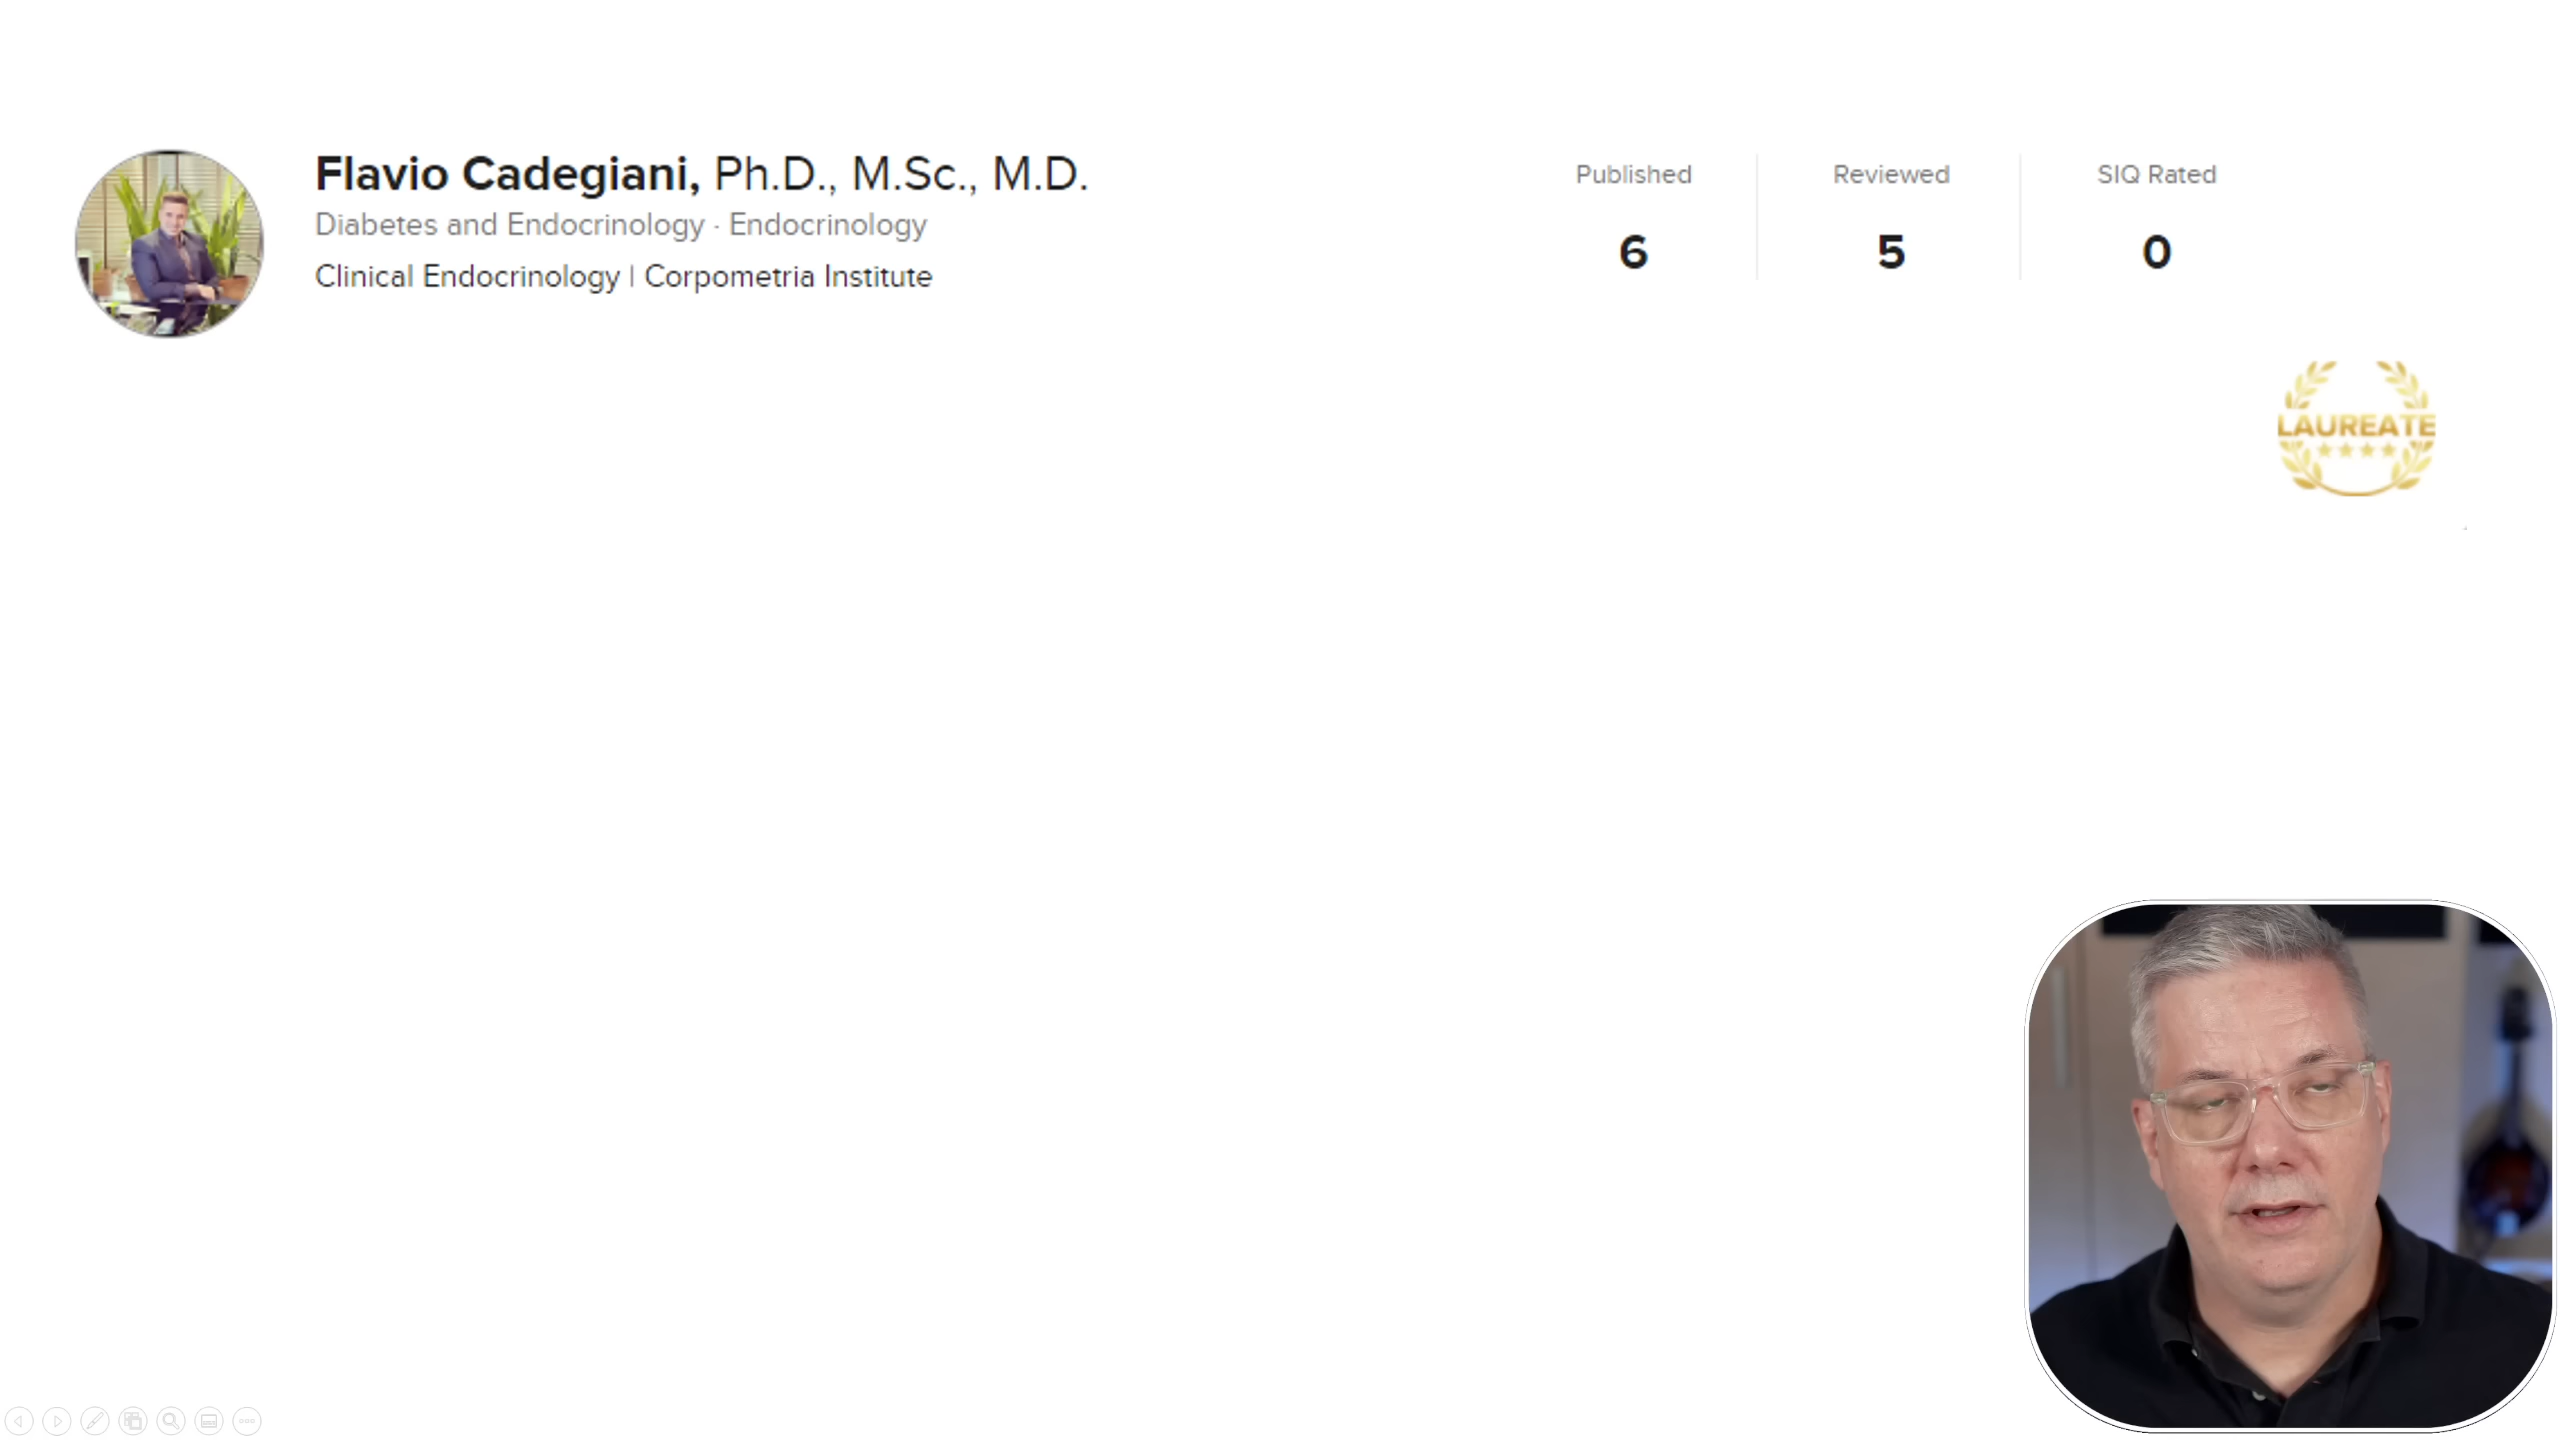 Flavio Cadegiani, Ph.D., M.Sc., M.D.
Diabetes and Endocrinology · Endocrinology
Clinical Endocrinology | Corpometria Institute
Published
6
Reviewed
5
SIQ Rated
0
LAUREATE